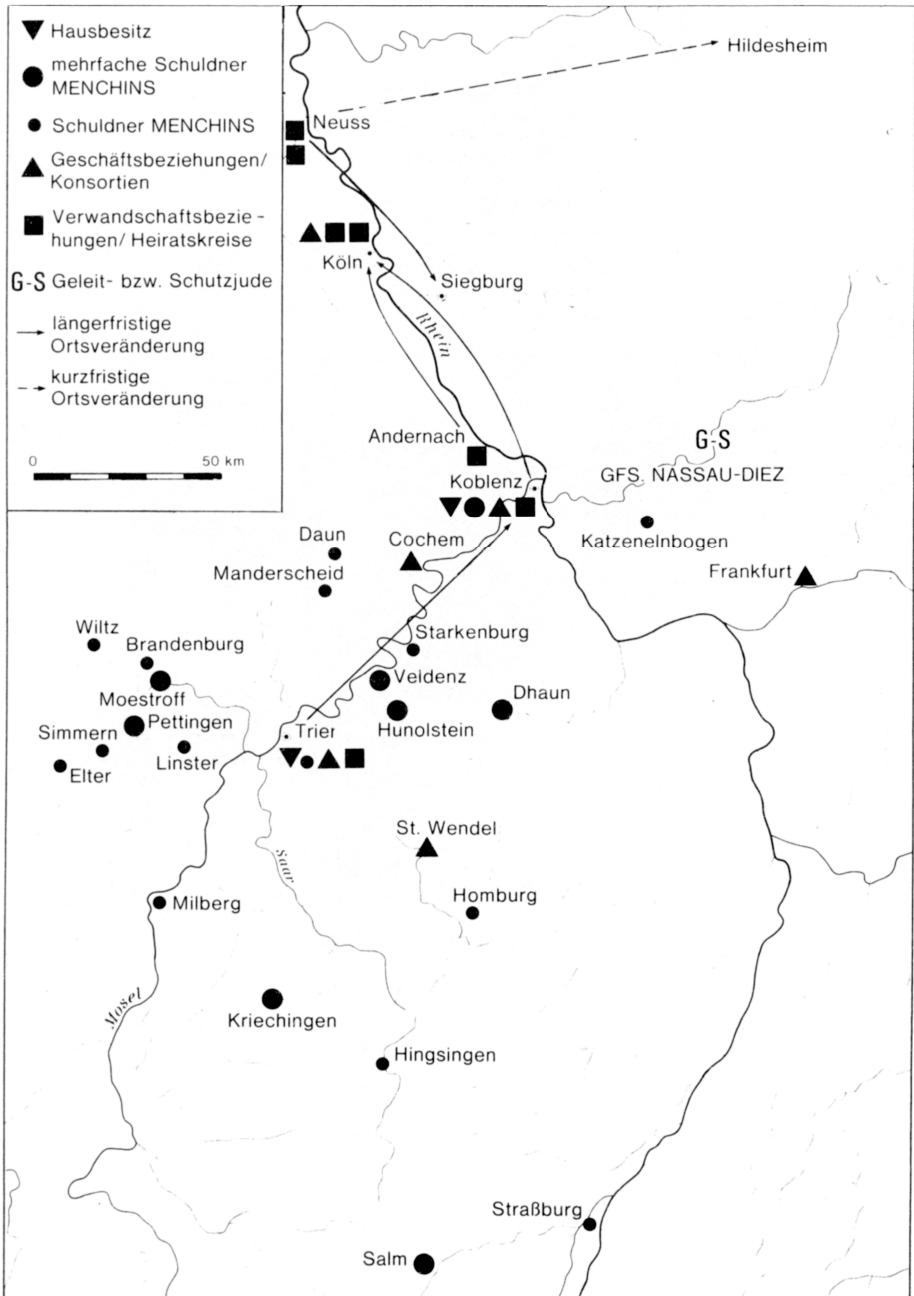 Hausbesitz
mehrfache Schuldner
MENCHINS
Schuldner MENCHINS
Geschäftsbeziehungen/
Konsortien
Verwandschaftsbezie-
hungen/ Heiratskreise
G-S Geleit- bzw. Schutzjude
längerfristige
Ortsveränderung
kurzfristige
Ortsveränderung
0 50 km
Hildesheim
Neuss
Köln
Siegburg
Rhein
Andernach
G-S
Koblenz
GFS. NASSAU-DIEZ
Daun
Cochem
Katzenelnbogen
Manderscheid
Frankfurt
Wiltz
Starkenburg
Brandenburg
Veldenz
Moestroff
Dhaun
Pettingen
Hunolstein
Simmern
Trier
Linster
Elter
St. Wendel
Saar
Homburg
Milberg
Mosel
Kriechingen
Hingsingen
Straßburg
Salm